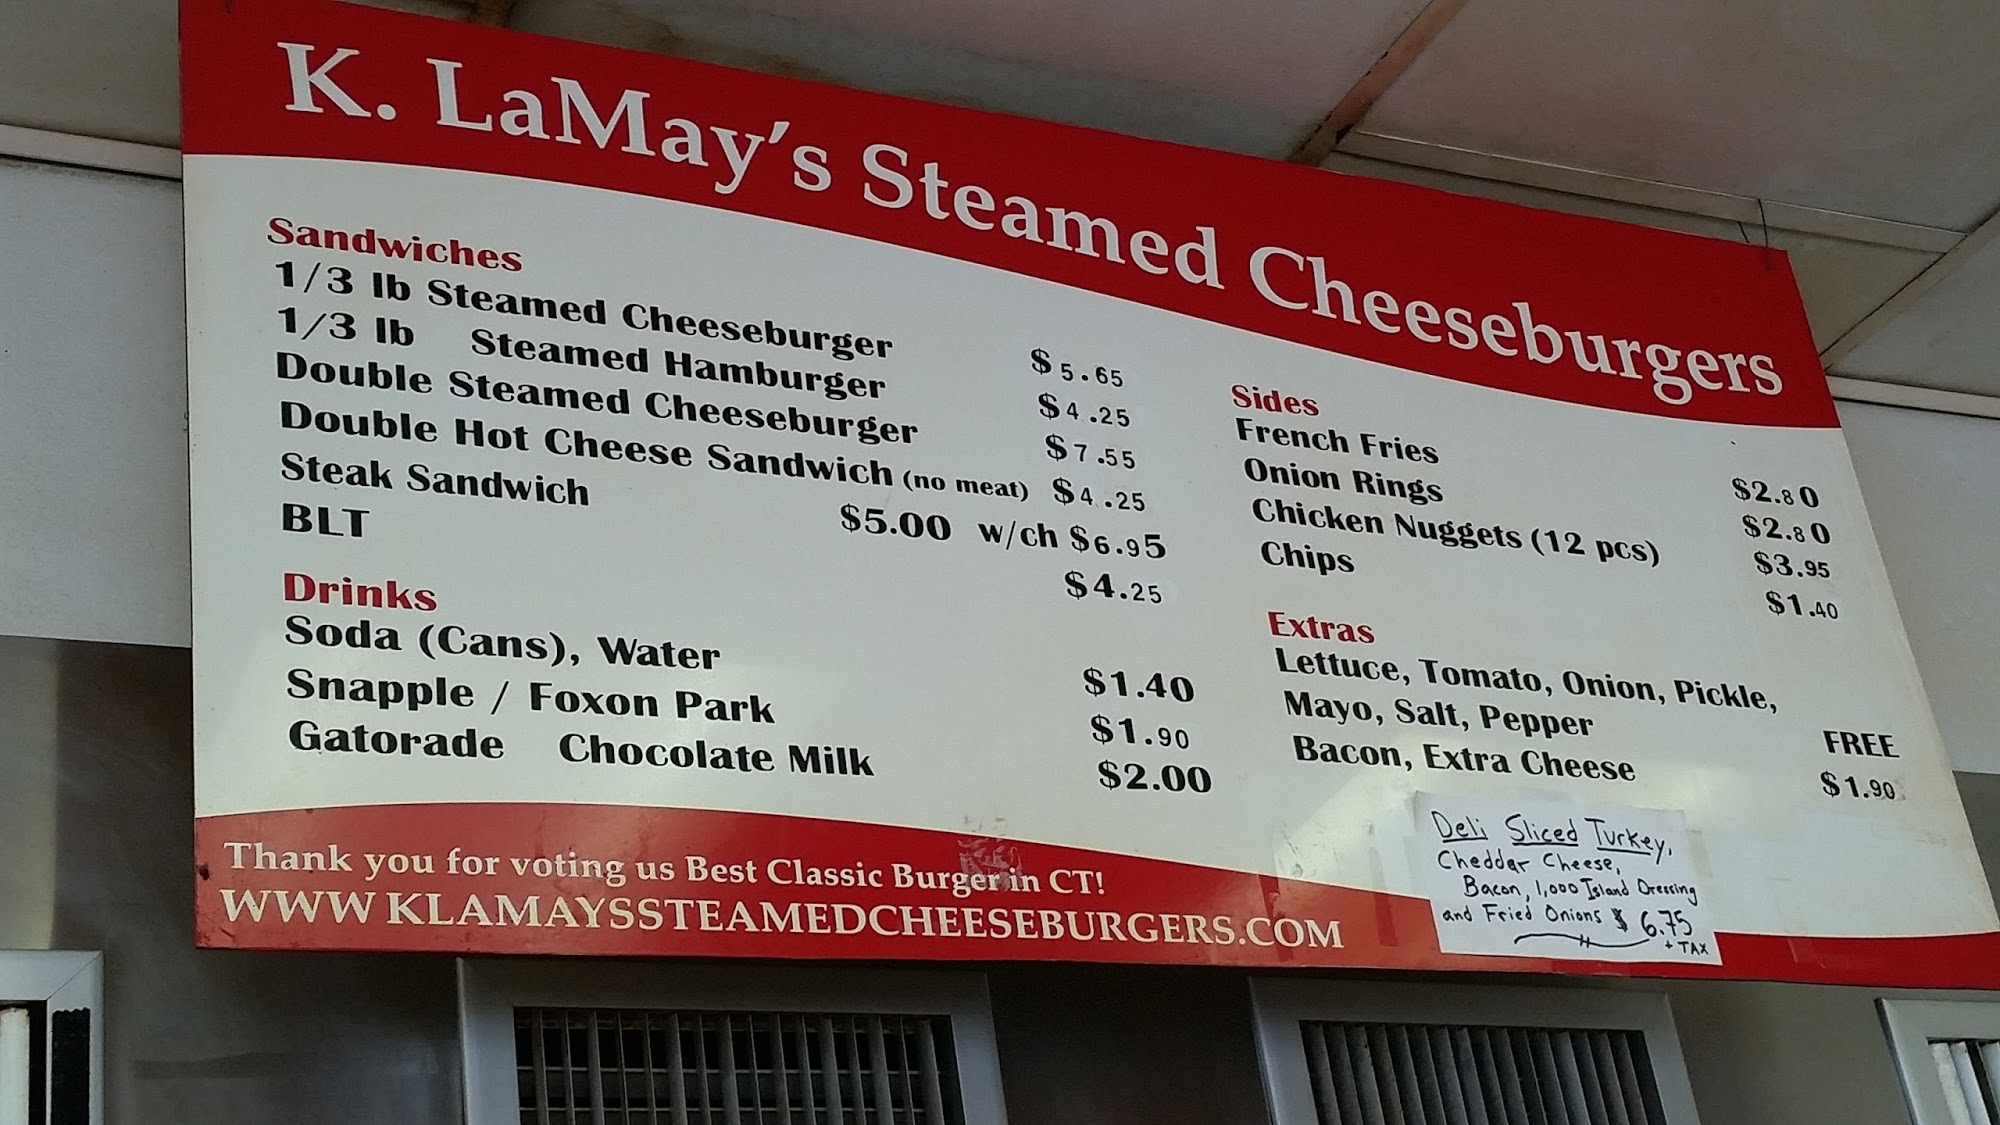 K. LaMay's Steamed Cheeseburgers
Sandwiches
1/3 lb Steamed Cheeseburger $5.65
1/3 lb Steamed Hamburger $4.25
Double Steamed Cheeseburger $7.55
Double Hot Cheese Sandwich (no meat) $4.25
Steak Sandwich $5.00 w/ch $6.95
BLT $4.25
Drinks
Soda (Cans), Water $1.40
Snapple / Foxon Park $1.90
Gatorade Chocolate Milk $2.00
Sides
French Fries $2.80
Onion Rings $2.80
Chicken Nuggets (12 pcs) $3.95
Chips $1.40
Extras
Lettuce, Tomato, Onion, Pickle,
Mayo, Salt, Pepper FREE
Bacon, Extra Cheese $1.90
Deli Sliced Turkey,
Cheddar Cheese,
Bacon, 1,000 Island Dressing
and Fried Onions $6.75
+ TAX
Thank you for voting us Best Classic Burger in CT!
WWW KLAMAYSSTEAMEDCHEESEBURGERS.COM